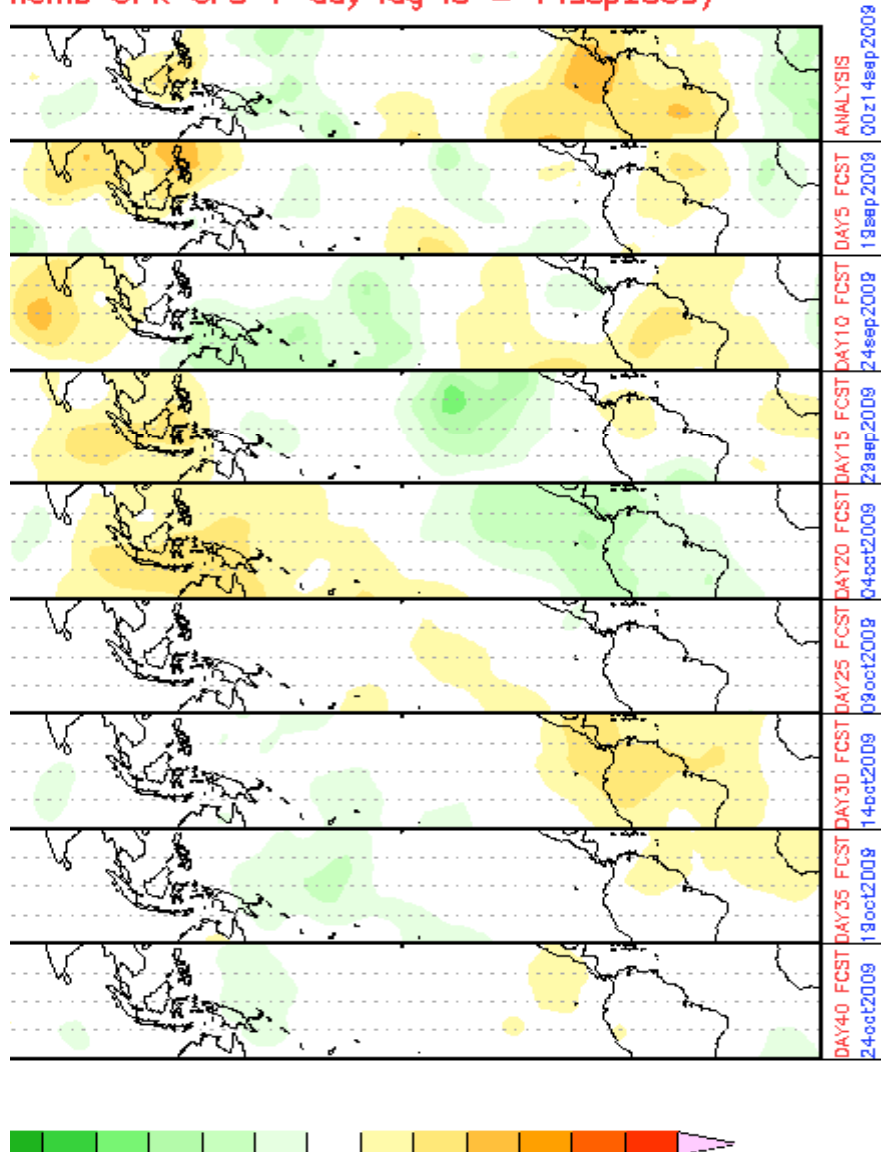 ANALYSIS
00z14sep2009
DAY5 FCST
19sep2009
DAY10 FCST
24sep2009
DAY15 FCST
29sep2009
DAY20 FCST
04oct2009
DAY25 FCST
09oct2009
DAY30 FCST
14oct2009
DAY35 FCST
19oct2009
DAY40 FCST
24oct2009